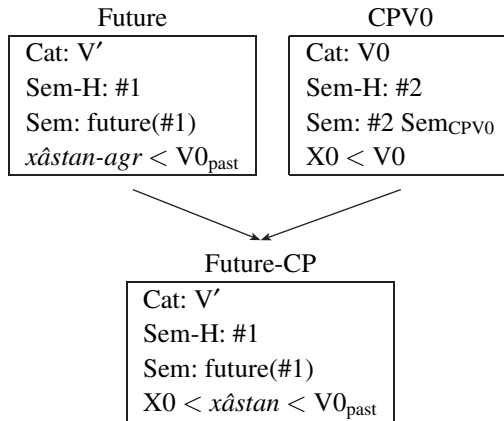 Future
Cat: V′
Sem-H: #1
Sem: future(#1)
xâstan-agr < V0past
CPV0
Cat: V0
Sem-H: #2
Sem: #2 SemCPV0
X0 < V0
Future-CP
Cat: V′
Sem-H: #1
Sem: future(#1)
X0 < xâstan < V0past